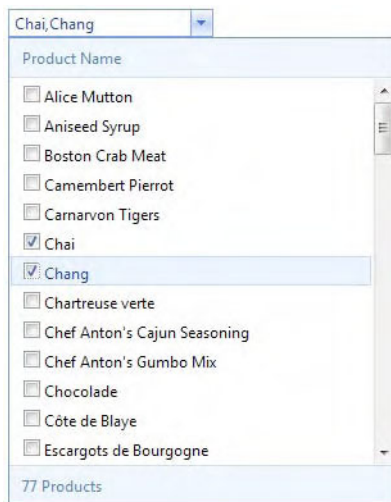 Chai,Chang
Product Name
Alice Mutton
Aniseed Syrup
Boston Crab Meat
Camembert Pierrot
Carnarvon Tigers
Chai
Chang
Chartreuse verte
Chef Anton's Cajun Seasoning
Chef Anton's Gumbo Mix
Chocolade
Côte de Blaye
Escargots de Bourgogne
77 Products